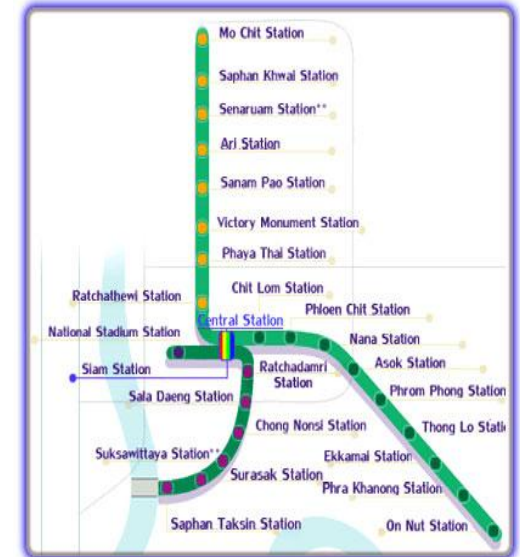 Mo Chit Station
Saphan Khwai Station
Senaruam Station**
Ari Station
Sanam Pao Station
Victory Monument Station
Phaya Thai Station
Chit Lom Station
Ratchathewi Station
Phloen Chit Station
Central Station
National Stadium Station
Nana Station
Siam Station
Ratchadamri
Station
Asok Station
Sala Daeng Station
Phrom Phong Station
Chong Nonsi Station
Thong Lo Stati
Suksawittaya Station**
Ekkamai Station
Surasak Station
Phra Khanong Station
Saphan Taksin Station
On Nut Station